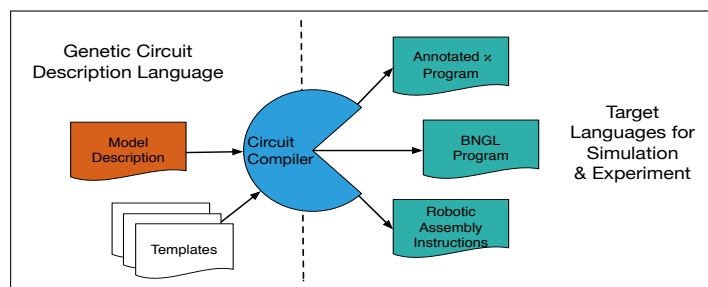 Genetic Circuit
Description Language
Model
Description
Templates
Circuit
Compiler
Annotated ϰ
Program
BNGL
Program
Robotic
Assembly
Instructions
Target
Languages for
Simulation
& Experiment